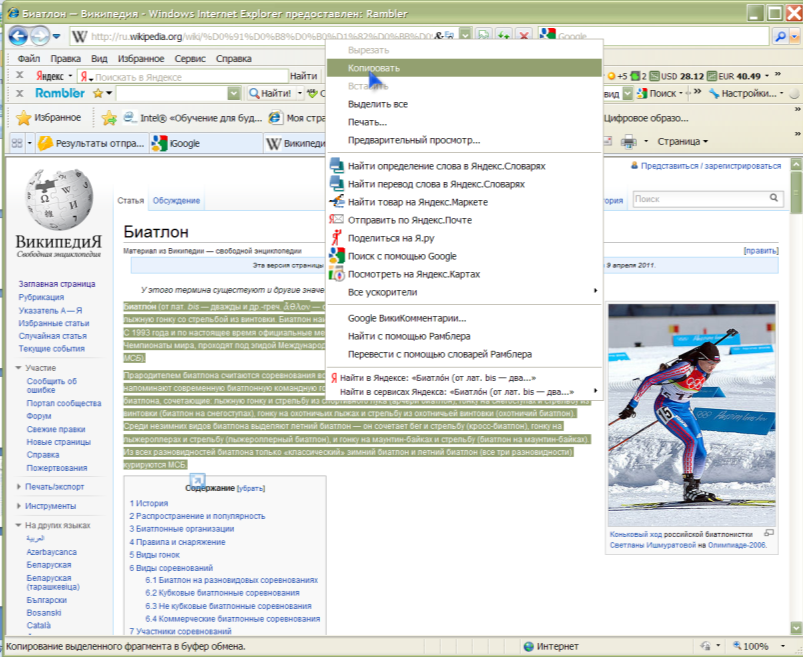 Биатлон — Википедия - Windows Internet Explorer предоставлен: Rambler
http://ru.wikipedia.org/wiki/%D0%91%D0%B8%D0%B0%D1%82%D0%BB%D0
Google
Файл Правка Вид Избранное Сервис Справка
Яндекс Я Поискать в Яндексе Найти +5 2 USD 28.12 EUR 40.49
Rambler Найти! вид Поиск Настройки...
Избранное Intel® «Обучение для буд... Моя стра Цифровое образо...
Результаты отпра... iGoogle Википедия Страница
Вырезать
Копировать
Вставить
Выделить все
Печать...
Предварительный просмотр...
Найти определение слова в Яндекс.Словарях
Найти перевод слова в Яндекс.Словарях
Найти товар на Яндекс.Маркете
Отправить по Яндекс.Почте
Поделиться на Я.ру
Поиск с помощью Google
Посмотреть на Яндекс.Картах
Все ускорители
Google ВикиКомментарии...
Найти с помощью Рамблера
Перевести с помощью словарей Рамблера
Найти в Яндексе: «Биатло́н (от лат. bis — два...»
Найти в сервисах Яндекса: «Биатло́н (от лат. bis — два...»
Представиться / зарегистрироваться
Статья Обсуждение
тория Поиск
ВикипедиЯ
Свободная энциклопедия
Заглавная страница
Рубрикация
Указатель А — Я
Избранные статьи
Случайная статья
Текущие события
Участие
Сообщить об
ошибке
Портал сообщества
Форум
Свежие правки
Новые страницы
Справка
Пожертвования
Печать/экспорт
Инструменты
На других языках
العربية
Azərbaycanca
Беларуская
Беларуская
(тарашкевіца)
Български
Bosanski
Català
Биатлон
Материал из Википедии — свободной энциклопедии
[править]
Эта версия страницы 9 апреля 2011.
У этого термина существуют и другие значе
Биатло́н (от лат. bis — дважды и др.-греч. ἆθλον —
лыжную гонку со стрельбой из винтовки. Биатлон наи
С 1993 года и по настоящее время официальные ме
Чемпионаты мира, проходят под эгидой Международ
МСБ).
Прародителем биатлона считаются соревнования во
напоминают современную биатлонную командную го
биатлона, сочетающие: лыжную гонку и стрельбу из
винтовки (биатлон на снегоступах), гонку на охотничьих лыжах и стрельбу из охотничьей винтовки (охотничий биатлон).
Среди незимних видов биатлона выделяют летний биатлон — он сочетает бег и стрельбу (кросс-биатлон), гонку на
лыжероллерах и стрельбу (лыжероллерный биатлон), и гонку на маунтин-байках и стрельбу (биатлон на маунтин-байках).
Из всех разновидностей биатлона только «классический» зимний биатлон и летний биатлон (все три разновидности)
курируются МСБ.
Содержание [убрать]
1 История
2 Распространение и популярность
3 Биатлонные организации
4 Правила и снаряжение
5 Виды гонок
6 Виды соревнований
6.1 Биатлон на разновидовых соревнованиях
6.2 Кубковые биатлонные соревнования
6.3 Не кубковые биатлонные соревнования
6.4 Коммерческие биатлонные соревнования
7 Участники соревнований
15
Коньковый ход российской биатлонистки
Светланы Ишмуратовой на Олимпиаде-2006.
Копирование выделенного фрагмента в буфер обмена.
Интернет
100%